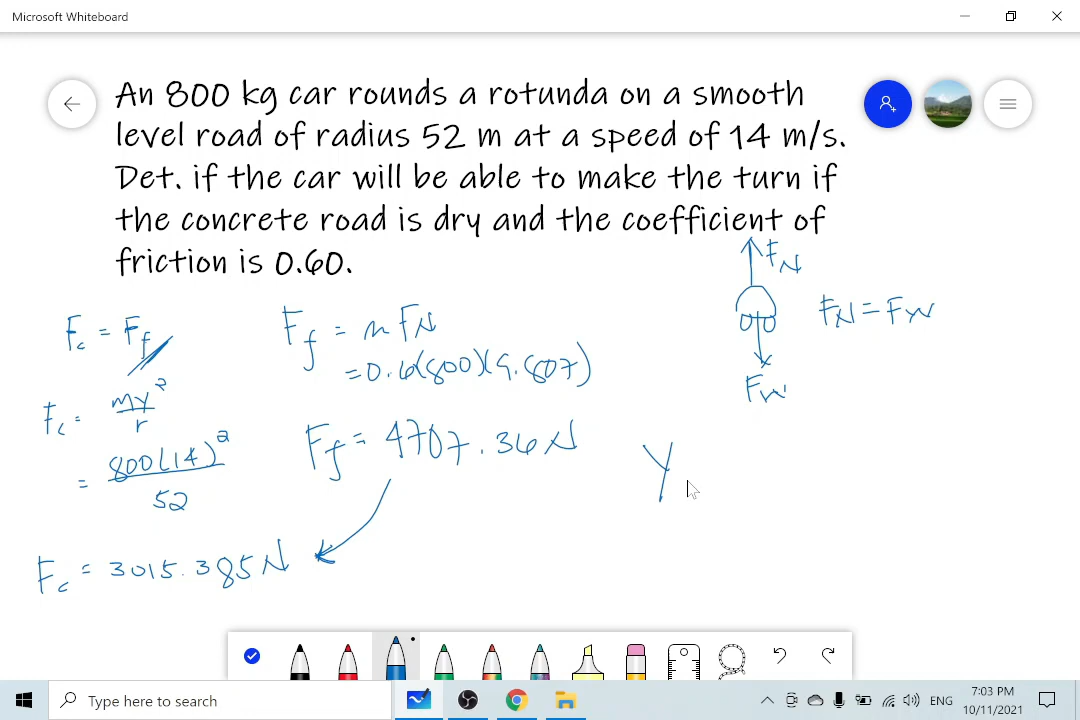 Microsoft Whiteboard
An 800 kg car rounds a rotunda on a smooth
level road of radius 52 m at a speed of 14 m/s.
Det. if the car will be able to make the turn if
the concrete road is dry and the coefficient of
friction is 0.60.
Fc = Ff
Fc = mv²/r
= 800(14)²/52
Fc = 3015.385 N
Ff = μFN
= 0.6(800)(9.807)
Ff = 4707.36 N
FN
FW
FN = FW
Y
Type here to search
ENG
7:03 PM
10/11/2021